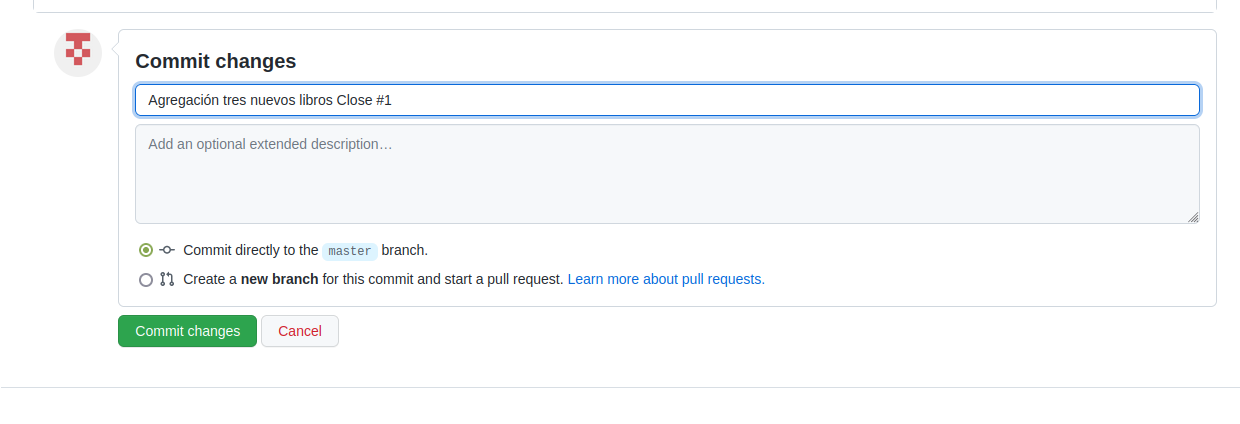 Commit changes
Agregación tres nuevos libros Close #1
Add an optional extended description…
Commit directly to the master branch.
Create a new branch for this commit and start a pull request. Learn more about pull requests.
Commit changes Cancel